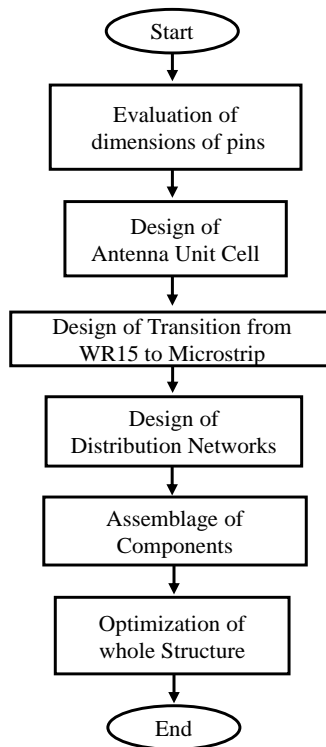 Start
Evaluation of
dimensions of pins
Design of
Antenna Unit Cell
Design of Transition from
WR15 to Microstrip
Design of
Distribution Networks
Assemblage of
Components
Optimization of
whole Structure
End